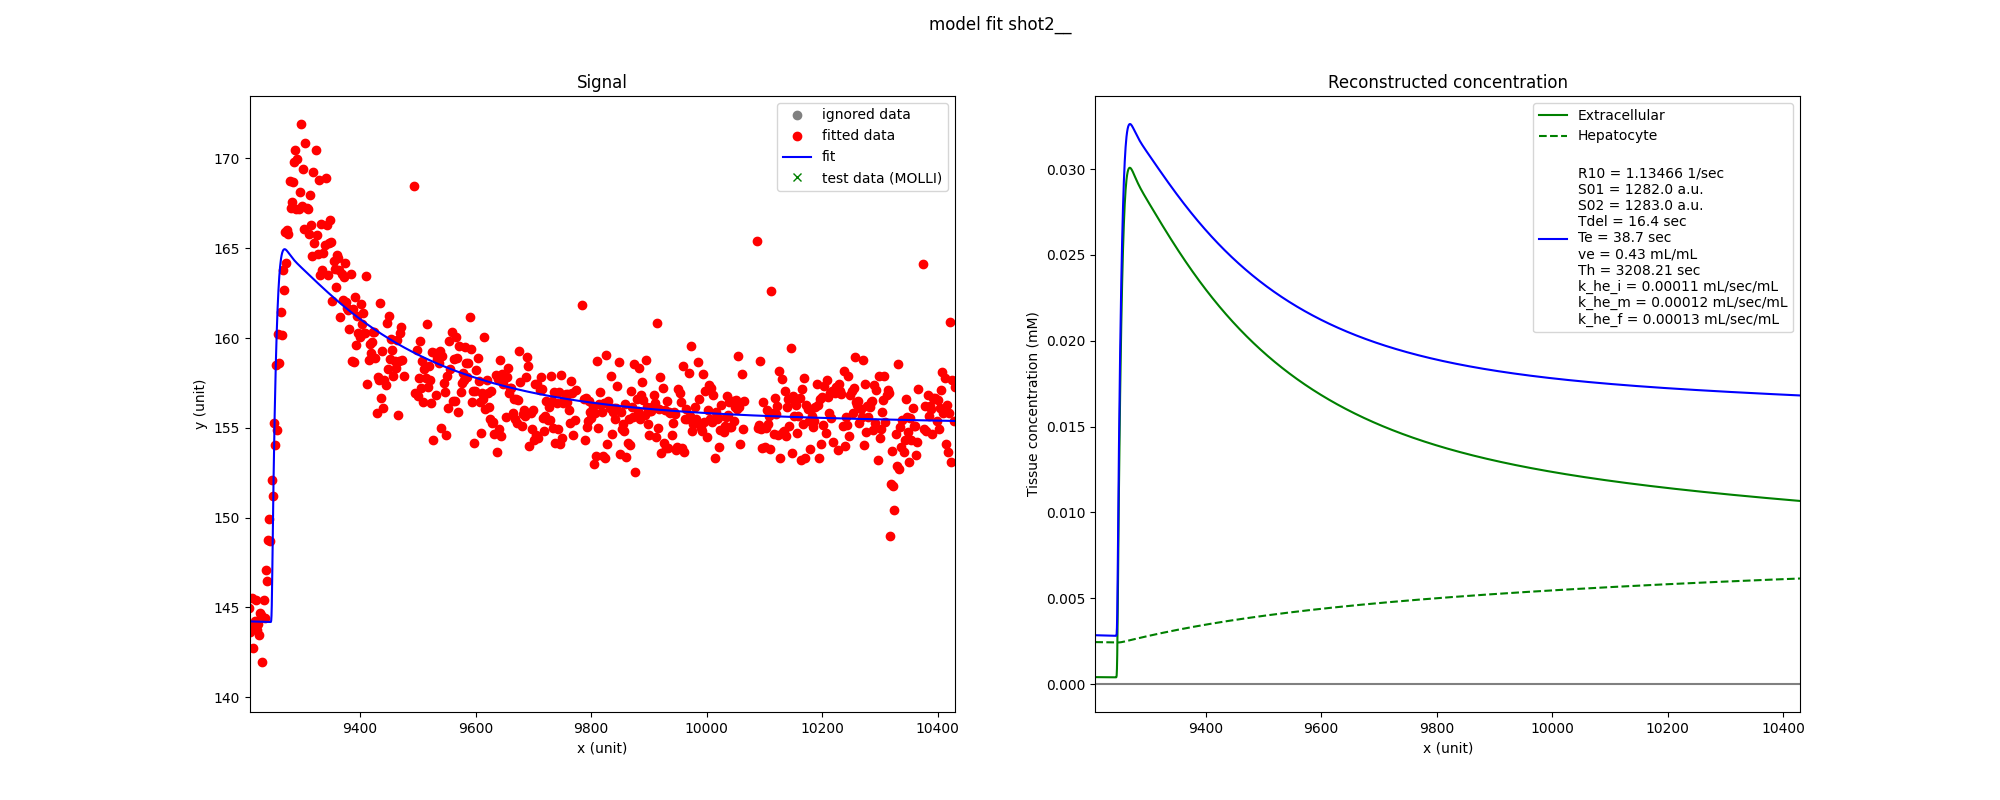 model fit shot2__
Signal
ignored data
fitted data
fit
test data (MOLLI)
y (unit)
170
165
160
155
150
145
140
9400
9600
9800
10000
10200
10400
x (unit)
Reconstructed concentration
Extracellular
Hepatocyte
R10 = 1.13466 1/sec
S01 = 1282.0 a.u.
S02 = 1283.0 a.u.
Tdel = 16.4 sec
Te = 38.7 sec
ve = 0.43 mL/mL
Th = 3208.21 sec
k_he_i = 0.00011 mL/sec/mL
k_he_m = 0.00012 mL/sec/mL
k_he_f = 0.00013 mL/sec/mL
Tissue concentration (mM)
0.030
0.025
0.020
0.015
0.010
0.005
0.000
9400
9600
9800
10000
10200
10400
x (unit)